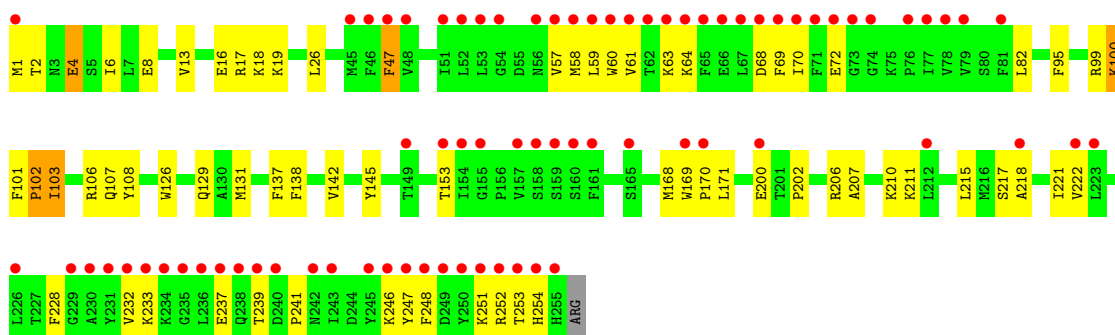 M1 T2 N3 E4 S5 I6 L7 E8 V13 E16 R17 K18 K19 L26 M45 F46 F47 V48 I51 L52 L53 G54 D55 N56 V57 M58 L59 W60 V61 T62 K63 K64 F65 E66 L67 D68 F69 I70 F71 E72 G73 G74 K75 P76 I77 V78 V79 S80 F81 L82 F95 R99 K100
F101 P102 I103 R106 Q107 Y108 W126 Q129 A130 M131 F137 F138 V142 Y145 T149 T153 I154 G155 P156 V157 S158 S159 S160 F161 S165 M168 W169 P170 L171 E200 T201 P202 R206 A207 K210 K211 L212 L215 M216 S217 A218 I221 V222 L223
L226 T227 F228 G229 A230 Y231 V232 K233 K234 G235 L236 E237 Q238 T239 D240 P241 N242 I243 D244 Y245 K246 Y247 F248 D249 Y250 K251 R252 T253 H254 H255 ARG